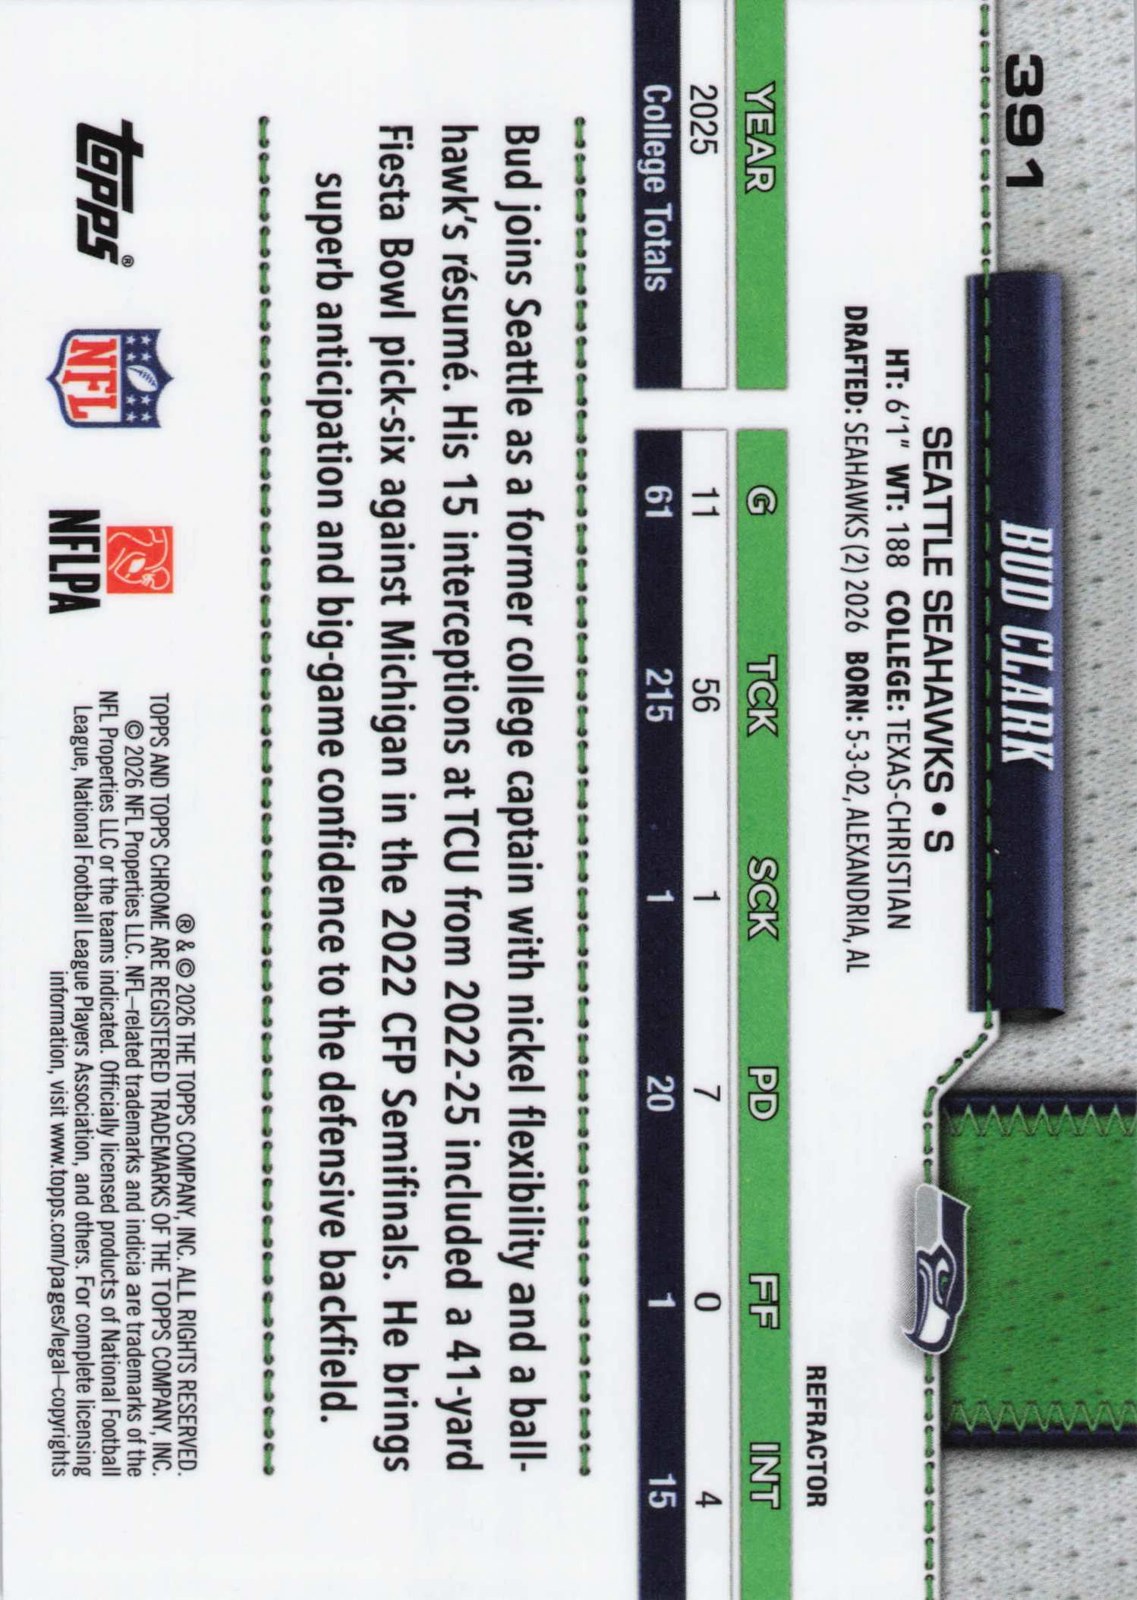 391
BUD CLARK
SEATTLE SEAHAWKS • S
HT: 6'1" WT: 188 COLLEGE: TEXAS-CHRISTIAN
DRAFTED: SEAHAWKS (2) 2026 BORN: 5-3-02, ALEXANDRIA, AL
REFRACTOR
YEAR G TCK SCK PD FF INT
2025 11 56 1 7 0 4
College Totals 61 215 1 20 1 15
Bud joins Seattle as a former college captain with nickel flexibility and a ball-
hawk's résumé. His 15 interceptions at TCU from 2022-25 included a 41-yard
Fiesta Bowl pick-six against Michigan in the 2022 CFP Semifinals. He brings
superb anticipation and big-game confidence to the defensive backfield.
topps®
NFL
NFLPA
® & © 2026 THE TOPPS COMPANY, INC. ALL RIGHTS RESERVED.
TOPPS AND TOPPS CHROME ARE REGISTERED TRADEMARKS OF THE TOPPS COMPANY, INC.
© 2026 NFL Properties LLC. NFL-related trademarks and indicia are trademarks of the
NFL Properties LLC or the teams indicated. Officially licensed products of National Football
League, National Football League Players Association, and others. For complete licensing
information, visit www.topps.com/pages/legal-copyrights